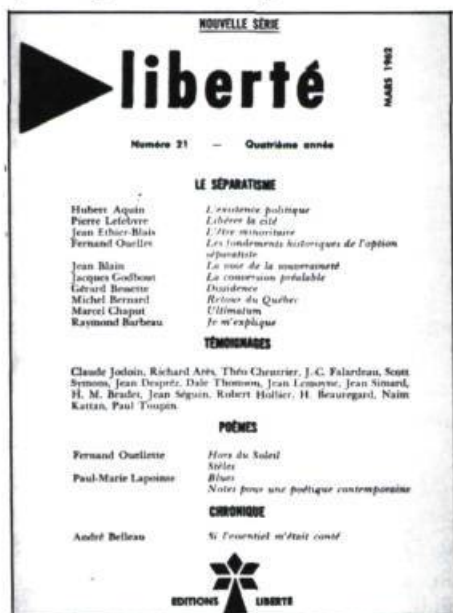 NOUVELLE SÉRIE
liberté
MARS 1962
Numéro 21 — Quatrième année
LE SÉPARATISME
Hubert Aquin L'existence politique
Pierre Lefebvre Libérer la cité
Jean Ethier-Blais L'être minoritaire
Fernand Ouellet Les fondements historiques de l'option
séparatiste
Jean Blain La voie de la souveraineté
Jacques Godbout La conversion préalable
Gérard Bessette Dissidence
Michel Bernard Retour du Québec
Marcel Chaput Ultimatum
Raymond Barbeau Je m'explique
TÉMOIGNAGES
Claude Jodoin, Richard Arès, Théo Chentrier, J.-C. Falardeau, Scott
Symons, Jean Després, Dale Thomson, Jean Lemoyne, Jean Simard,
H. M. Bradet, Jean Séguin, Robert Hollier, H. Beauregard, Naïm
Kattan, Paul Toupin.
POÈMES
Fernand Ouellette Hors du Soleil
Stèles
Paul-Marie Lapointe Blues
Notes pour une poétique contemporaine
CHRONIQUE
André Belleau Si l'essentiel m'était conté
EDITIONS LIBERTÉ